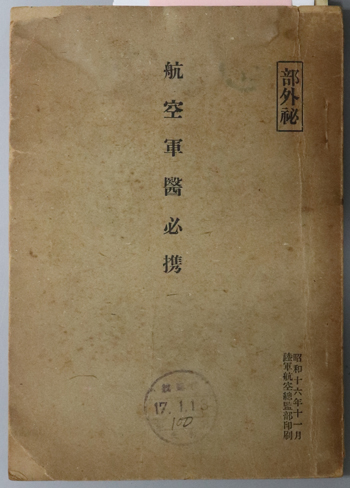 部外秘
航空軍醫必携
昭和十六年十一月
陸軍航空總監部印刷
17.1.1
100